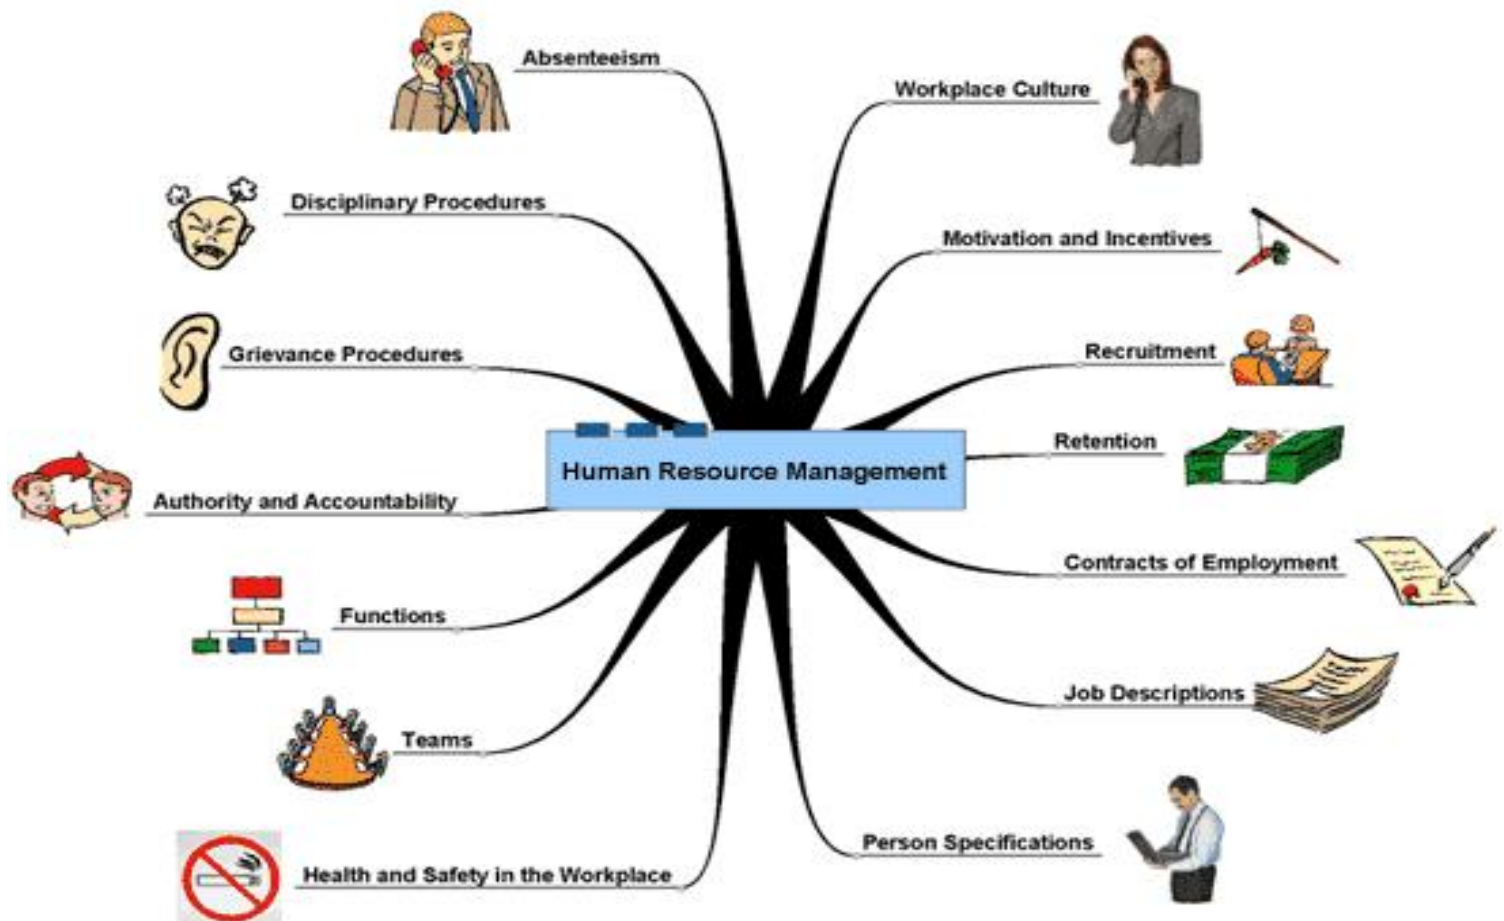 Absenteeism
Workplace Culture
Disciplinary Procedures
Motivation and Incentives
Grievance Procedures
Recruitment
Retention
Human Resource Management
Authority and Accountability
Contracts of Employment
Functions
Job Descriptions
Teams
Person Specifications
Health and Safety in the Workplace